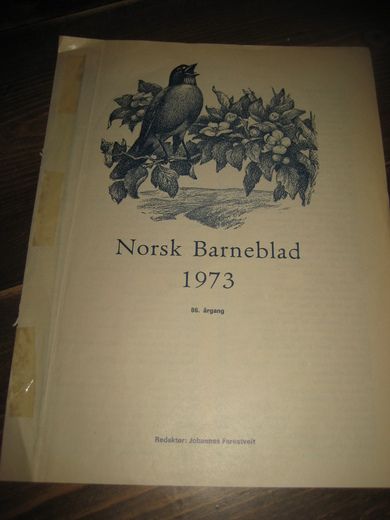 Norsk Barneblad
1973
86. årgang
Redaktør: Johannes Farestveit